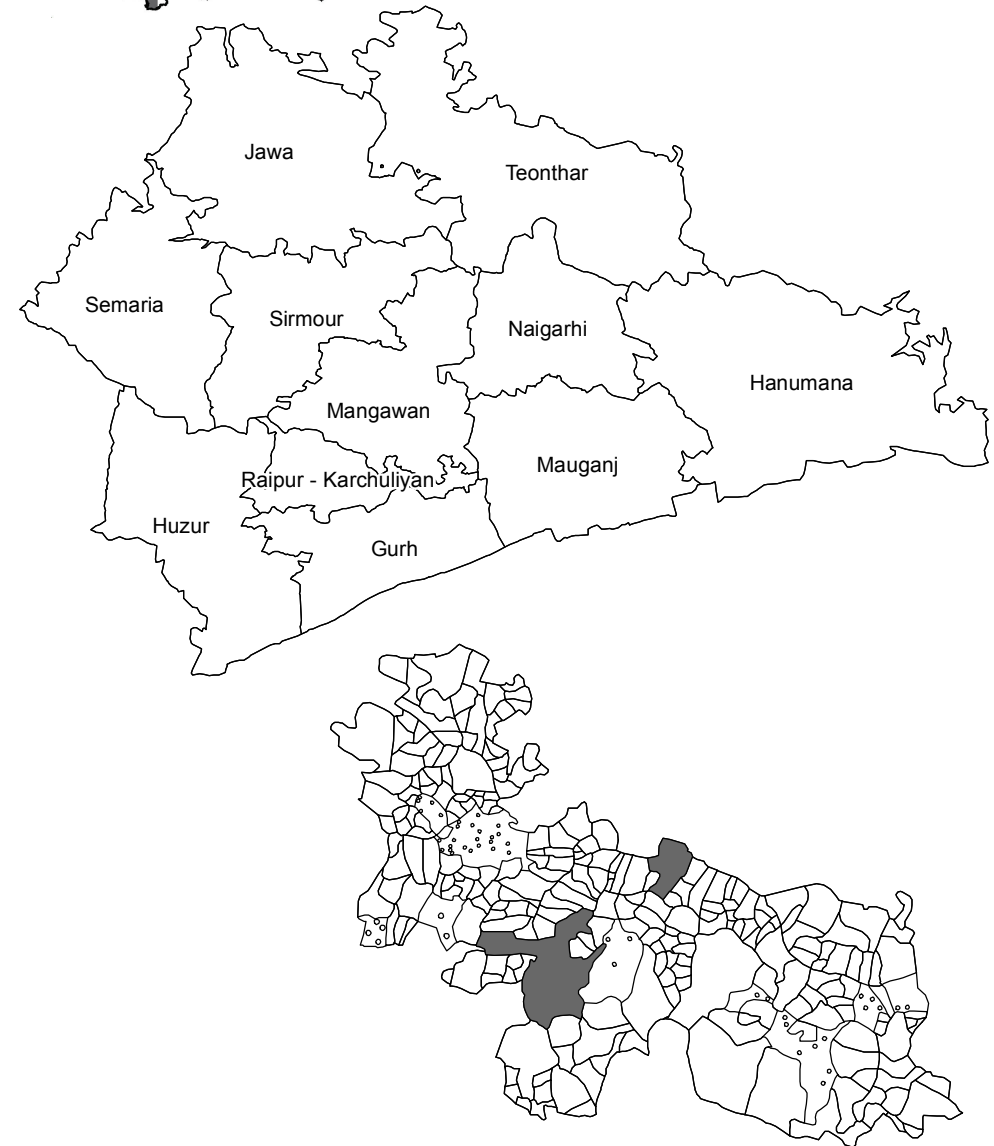 Jawa
Teonthar
Semaria
Sirmour
Naigarhi
Hanumana
Mangawan
Mauganj
Raipur - Karchuliyan
Huzur
Gurh